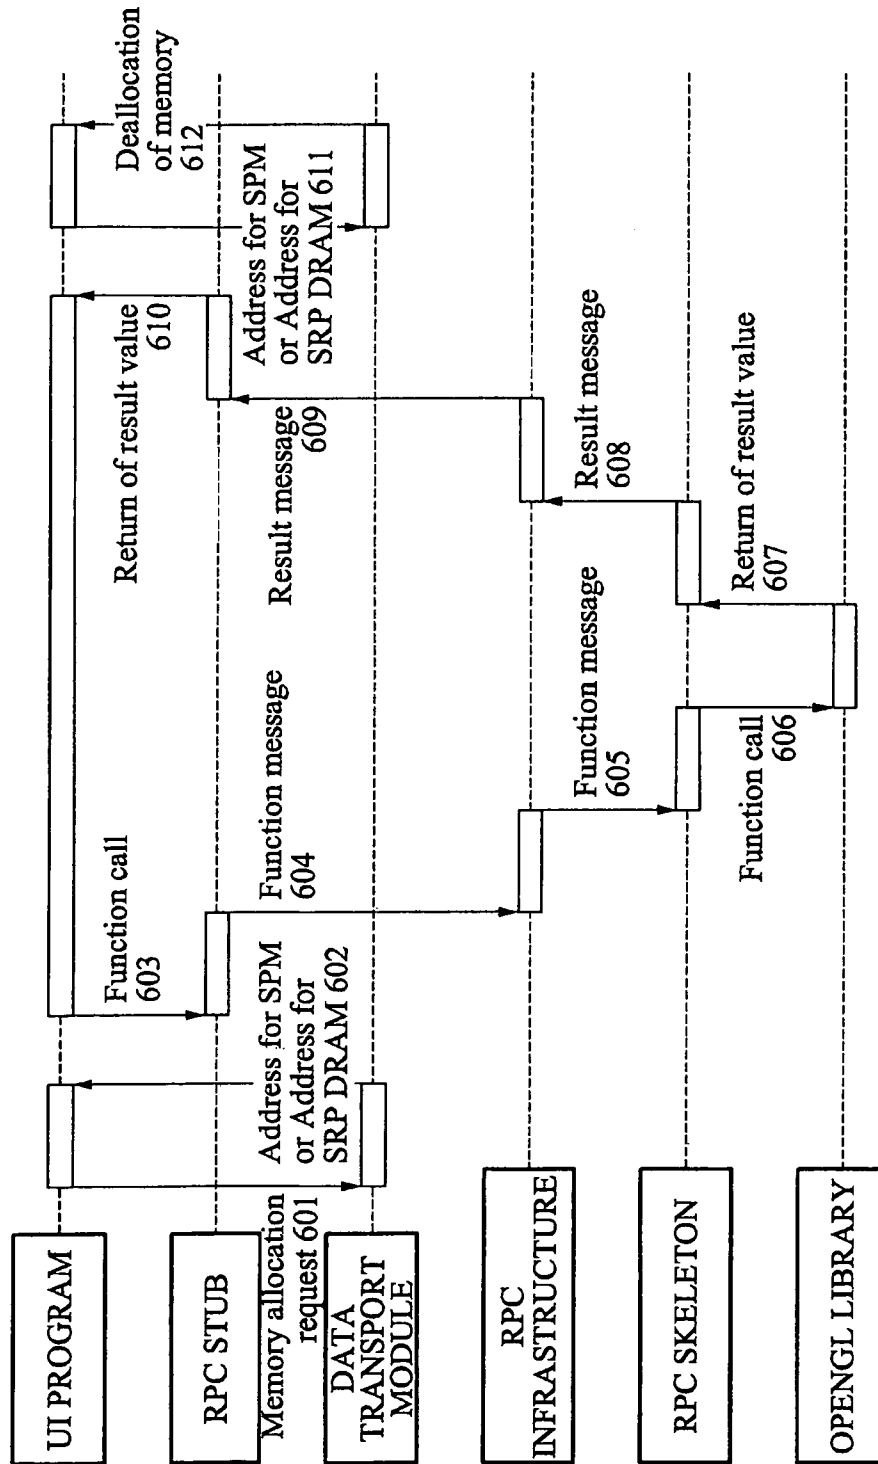 UI PROGRAM
RPC STUB
DATA
TRANSPORT
MODULE
RPC
INFRASTRUCTURE
RPC SKELETON
OPENGL LIBRARY
Memory allocation
request 601
Address for SPM
or Address for
SRP DRAM 602
Function call
603
Function message
604
Function message
605
Function call
606
Return of result value
607
Result message
608
Result message
609
Return of result value
610
Address for SPM
or Address for
SRP DRAM 611
Deallocation
of memory
612